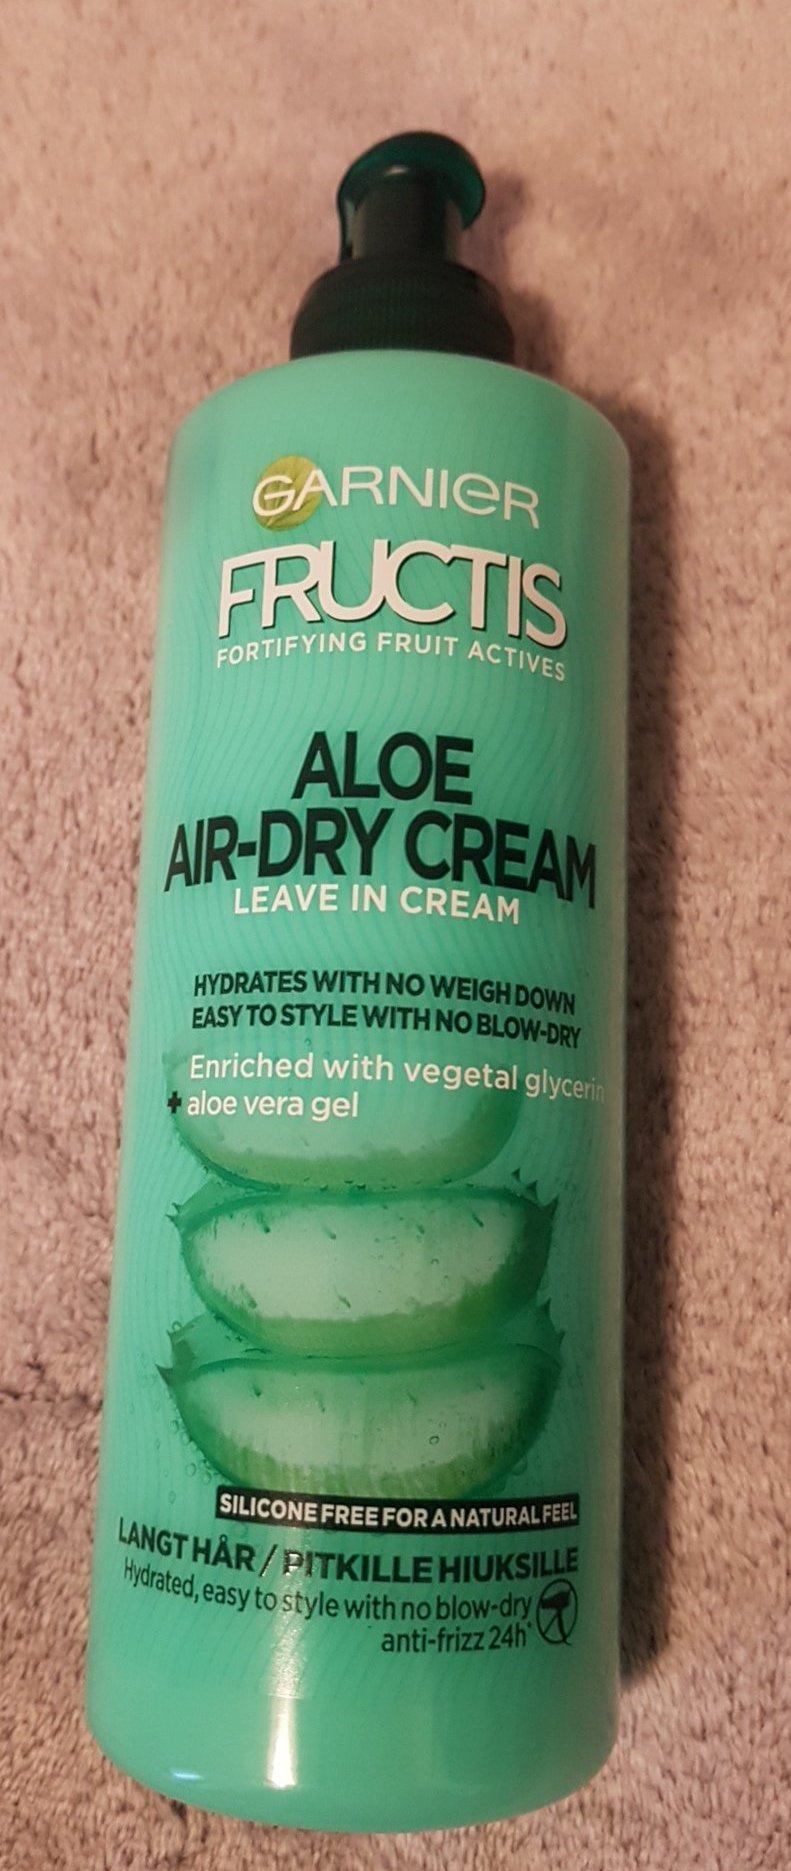 GARNIER
FRUCTIS
FORTIFYING FRUIT ACTIVES
ALOE
AIR-DRY CREAM
LEAVE IN CREAM
HYDRATES WITH NO WEIGH DOWN
EASY TO STYLE WITH NO BLOW-DRY
Enriched with vegetal glycerin
+ aloe vera gel
SILICONE FREE FOR A NATURAL FEEL
LANGT HÅR / PITKILLE HIUKSILLE
Hydrated, easy to style with no blow-dry
anti-frizz 24h*